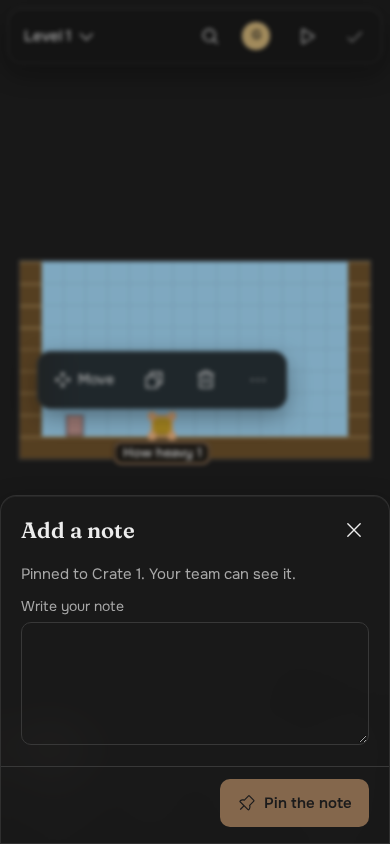 Level 1
Move
How heavy 1
Add a note
Pinned to Crate 1. Your team can see it.
Write your note
Pin the note